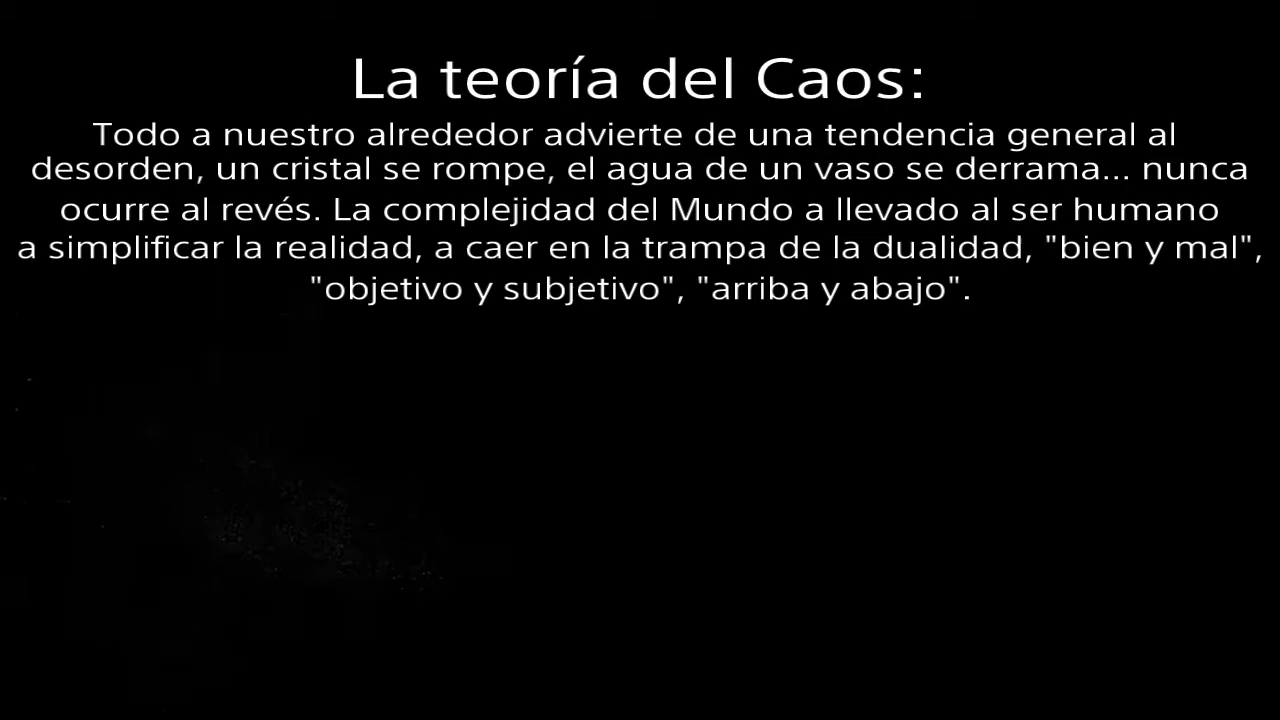 La teoría del Caos:
Todo a nuestro alrededor advierte de una tendencia general al
desorden, un cristal se rompe, el agua de un vaso se derrama... nunca
ocurre al revés. La complejidad del Mundo a llevado al ser humano
a simplificar la realidad, a caer en la trampa de la dualidad, "bien y mal",
"objetivo y subjetivo", "arriba y abajo".